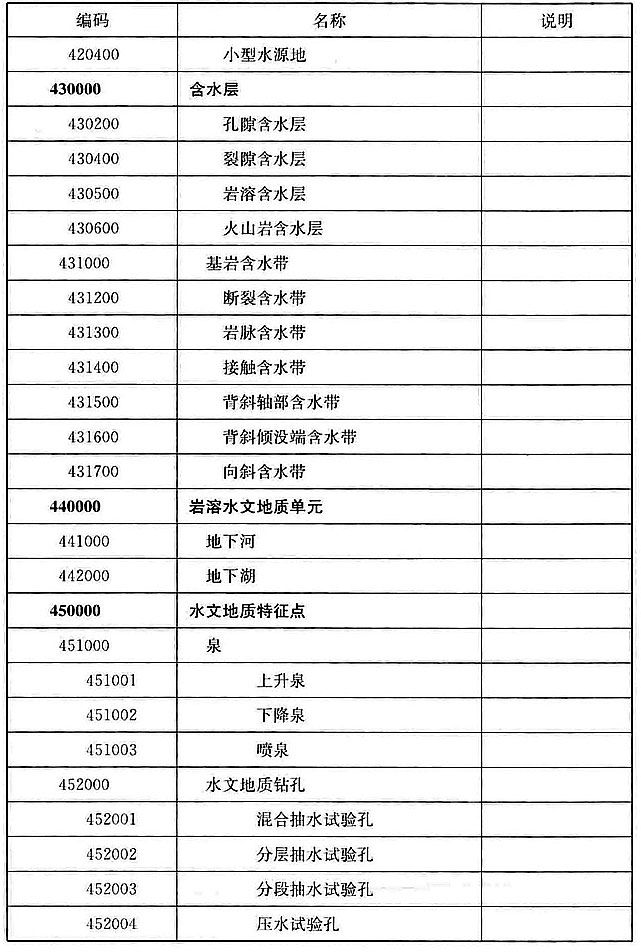 编码 名称 说明
420400 小型水源地
430000 含水层
430200 孔隙含水层
430400 裂隙含水层
430500 岩溶含水层
430600 火山岩含水层
431000 基岩含水带
431200 断裂含水带
431300 岩脉含水带
431400 接触含水带
431500 背斜轴部含水带
431600 背斜倾没端含水带
431700 向斜含水带
440000 岩溶水文地质单元
441000 地下河
442000 地下湖
450000 水文地质特征点
451000 泉
451001 上升泉
451002 下降泉
451003 喷泉
452000 水文地质钻孔
452001 混合抽水试验孔
452002 分层抽水试验孔
452003 分段抽水试验孔
452004 压水试验孔